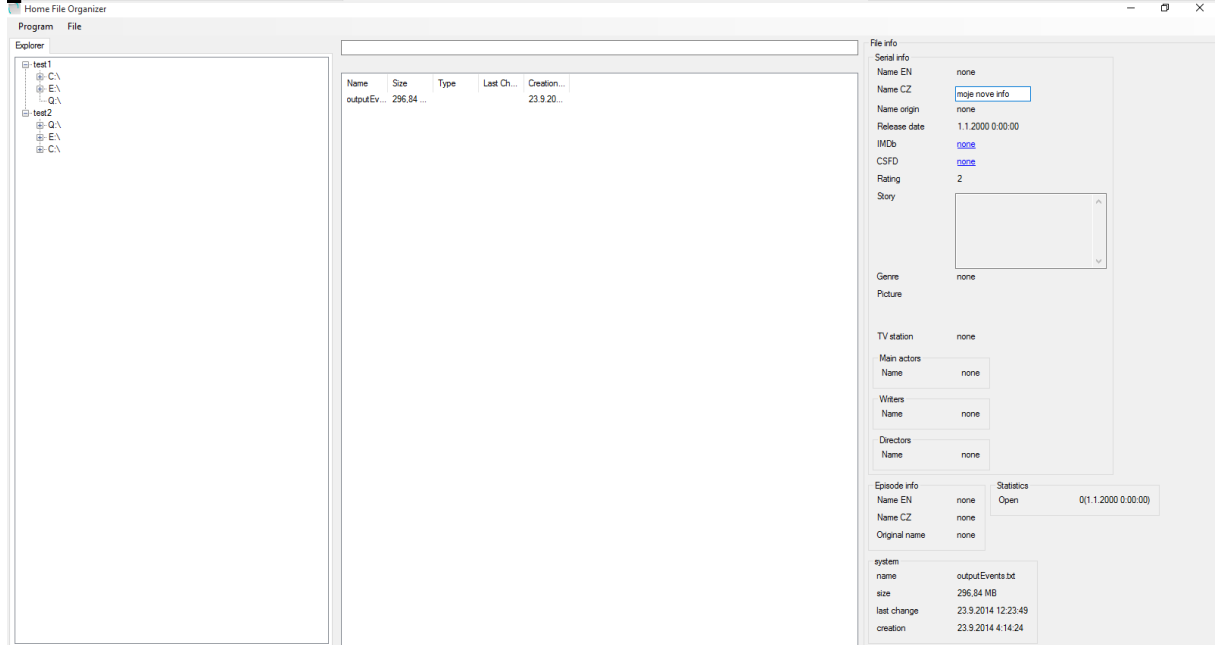 Home File Organizer
Program File
Explorer
test1
C:\
E:\
Q:\
test2
Q:\
E:\
C:\
Name Size Type Last Ch... Creation...
outputEv... 296,84 ... 23.9.20...
File info
Serial info
Name EN none
Name CZ moje nove info
Name origin none
Release date 1.1.2000 0:00:00
IMDb none
CSFD none
Rating 2
Story
Genre none
Picture
TV station none
Main actors
Name none
Writers
Name none
Directors
Name none
Episode info
Name EN none
Name CZ none
Original name none
Statistics
Open 0(1.1.2000 0:00:00)
system
name outputEvents.txt
size 296,84 MB
last change 23.9.2014 12:23:49
creation 23.9.2014 4:14:24